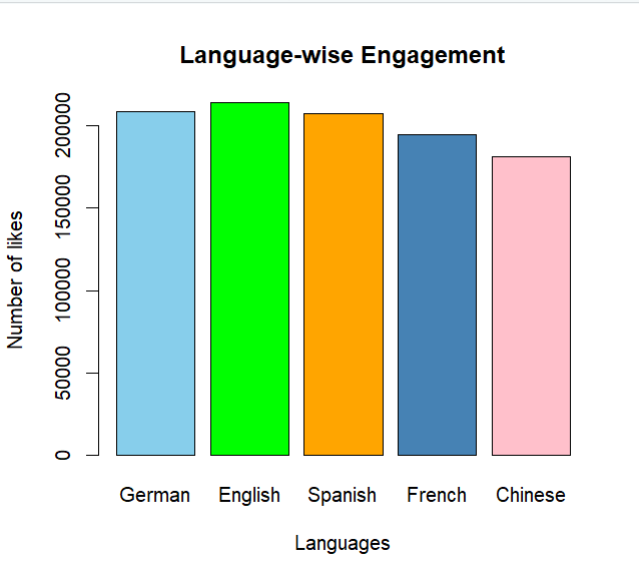 Language-wise Engagement
Number of likes
200000
150000
100000
50000
0
German English Spanish French Chinese
Languages